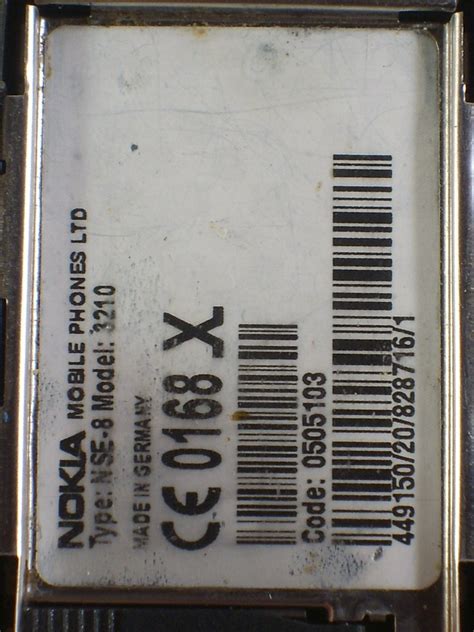 NOKIA MOBILE PHONES LTD
Type: NSE-8 Model: 3210
MADE IN GERMANY
CE 0168 X
Code: 0505103
449150/20/828716/1